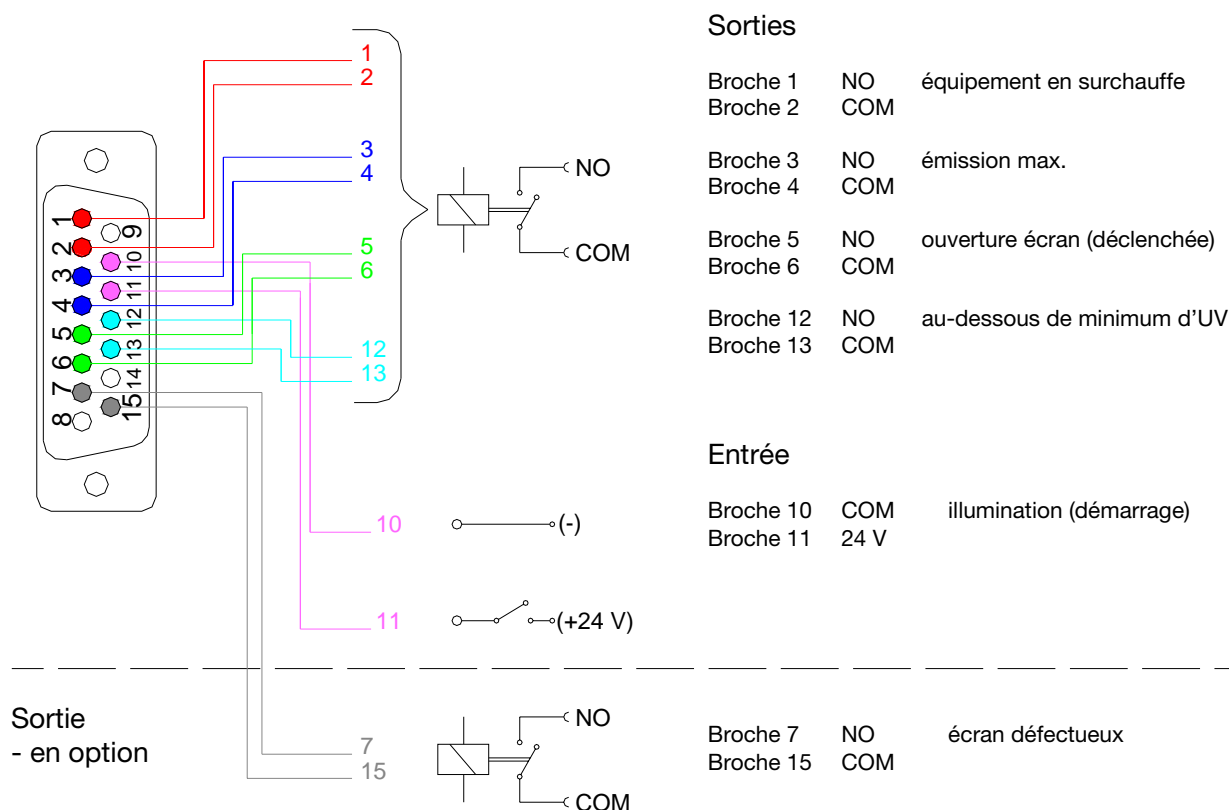 1
2
3
4
5
6
12
13
NO
COM
1
2
3
4
5
6
7
8
9
10
11
12
13
14
15
Sorties
Broche 1 NO équipement en surchauffe
Broche 2 COM
Broche 3 NO émission max.
Broche 4 COM
Broche 5 NO ouverture écran (déclenchée)
Broche 6 COM
Broche 12 NO au-dessous de minimum d'UV
Broche 13 COM
Entrée
Broche 10 COM illumination (démarrage)
Broche 11 24 V
10 (-)
11 (+24 V)
Sortie
- en option
7
15
NO
COM
Broche 7 NO écran défectueux
Broche 15 COM